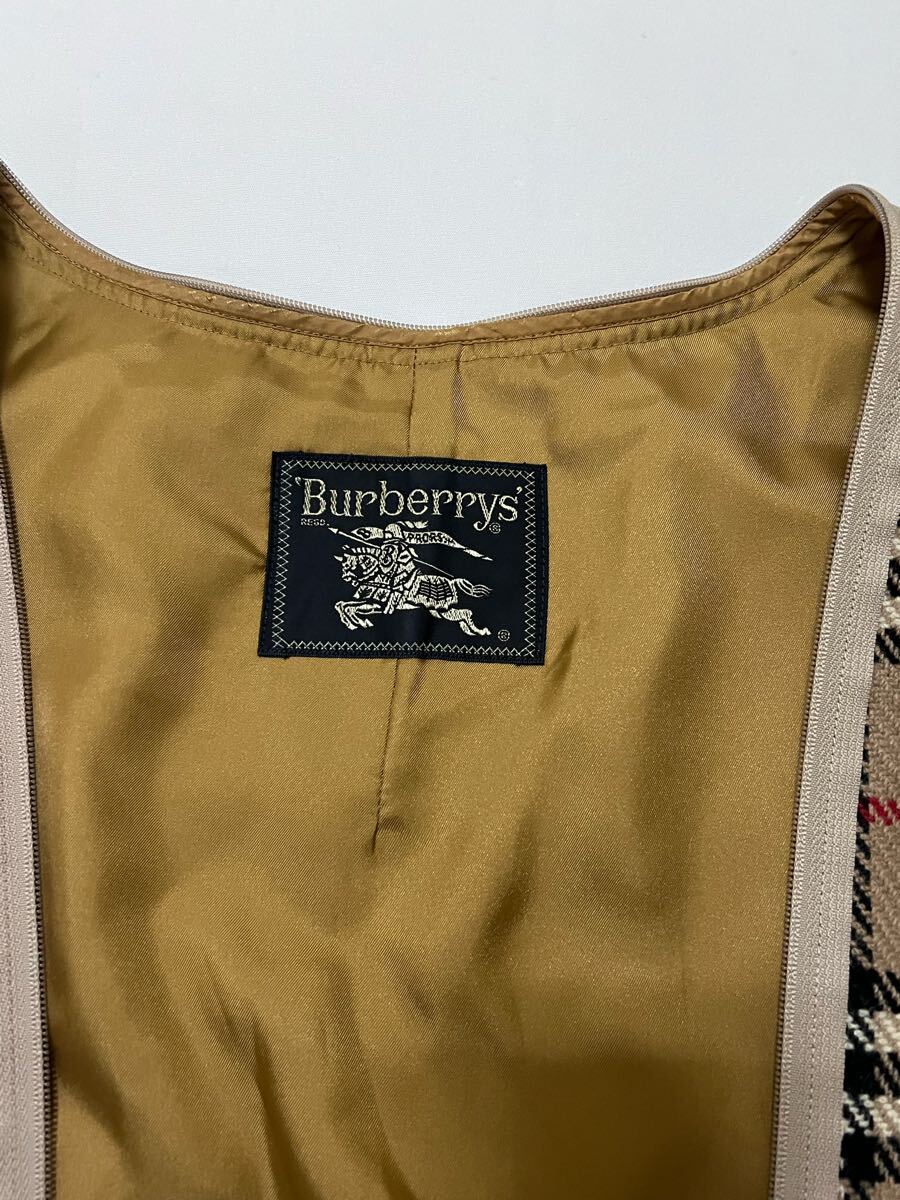 'Burberrys'
REGD. ®
PRORSUM
®